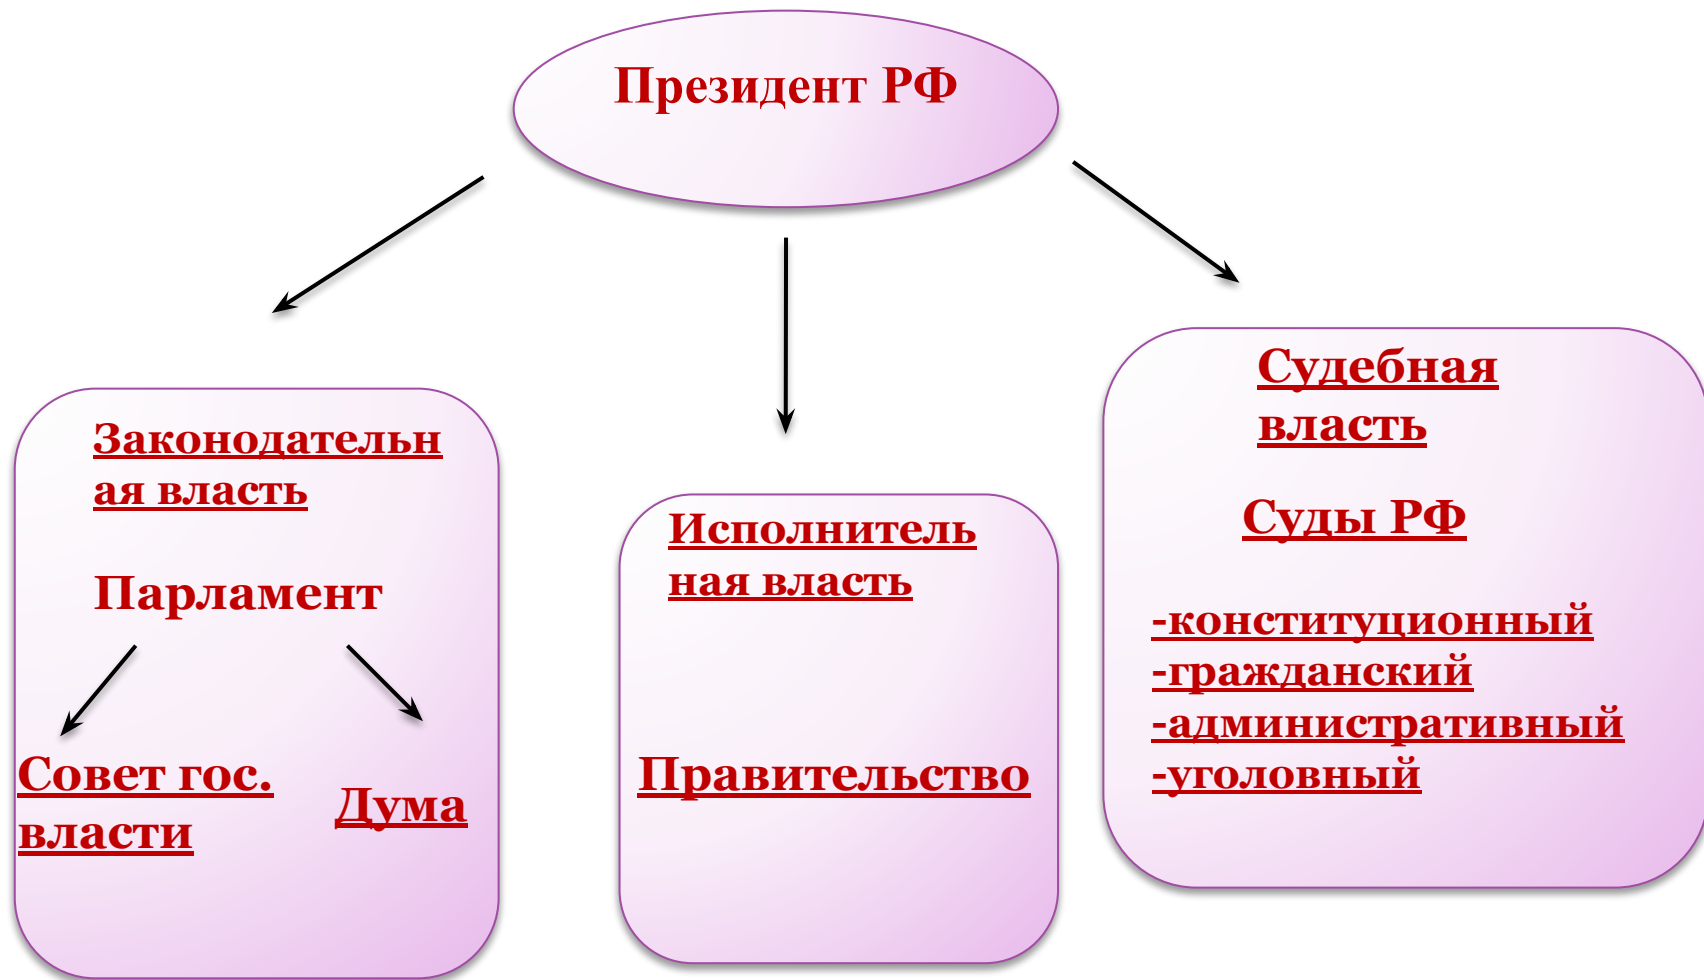 Президент РФ
Законодательн
ая власть
Парламент
Совет гос.
власти
Дума
Исполнитель
ная власть
Правительство
Судебная
власть
Суды РФ
-конституционный
-гражданский
-административный
-уголовный